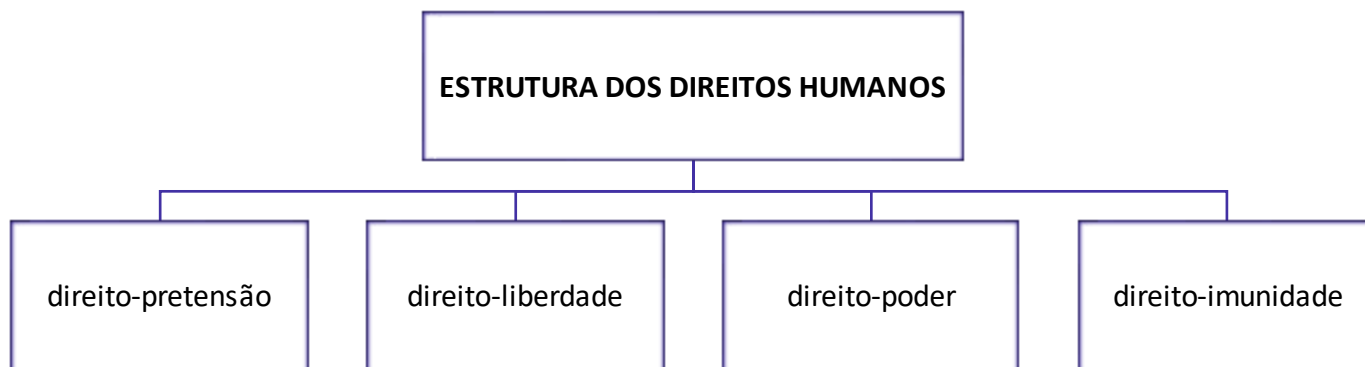 ESTRUTURA DOS DIREITOS HUMANOS
direito-pretensão
direito-liberdade
direito-poder
direito-imunidade